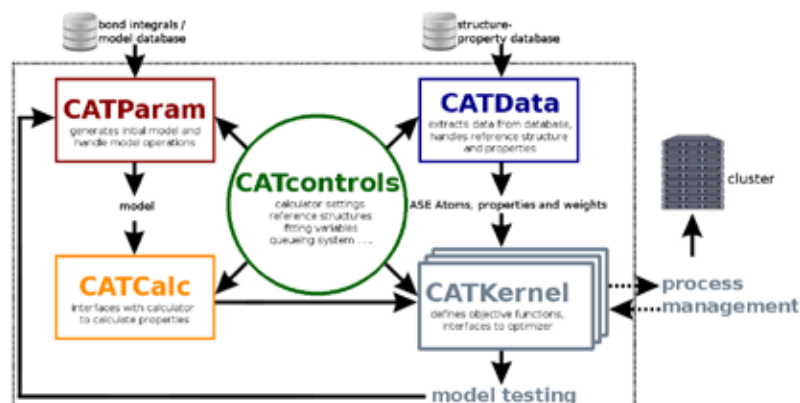 bond integrals /
model database
structure-
property database
CATParam
generates initial model and
handle model operations
CATData
extracts data from database,
handles reference structure
and properties
CATcontrols
calculator settings
reference structures
fitting variables
queueing system . . . .
cluster
model
ASE Atoms, properties and weights
CATCalc
interfaces with calculator
to calculate properties
CATKernel
defines objective functions,
interfaces to optimizer
process
management
model testing